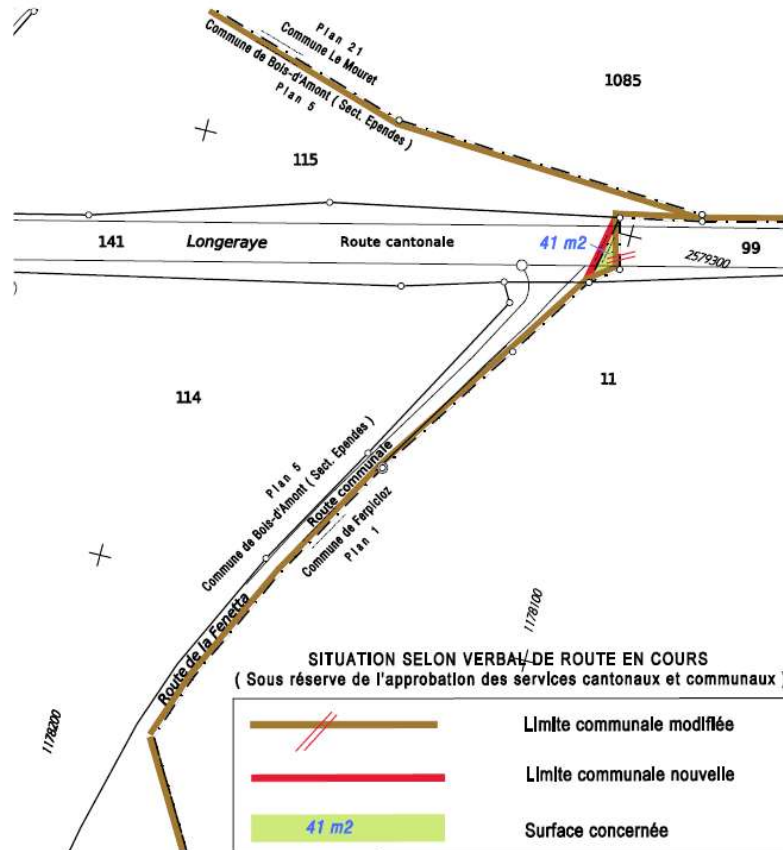 Plan 21
Commune Le Mouret
Commune de Bois-d'Amont ( Sect. Ependes )
Plan 5
1085
115
141
Longeraye
Route cantonale
41 m2
99
2579300
114
11
Plan 5
Commune de Bois-d'Amont ( Sect. Ependes )
Route communale
Commune de Ferpicloz
Plan 1
Route de la Fenetta
1178100
1178200
SITUATION SELON VERBAL DE ROUTE EN COURS
( Sous réserve de l'approbation des services cantonaux et communaux )
Limite communale modifiée
Limite communale nouvelle
41 m2
Surface concernée